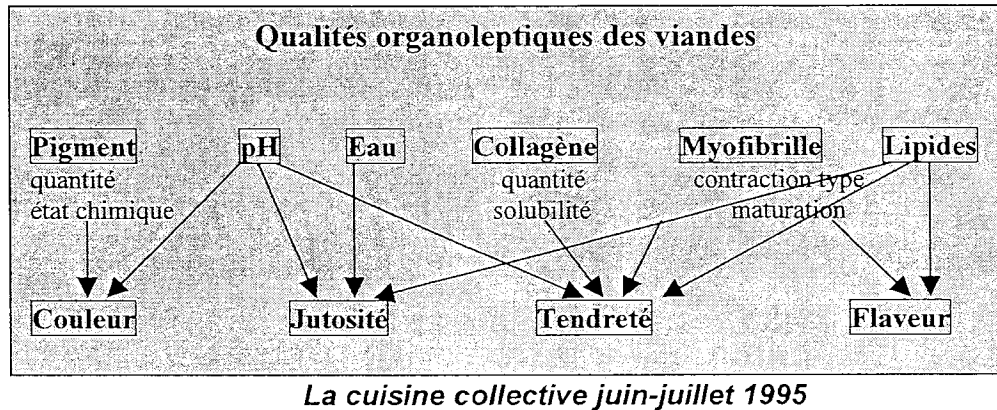 Qualités organoleptiques des viandes
Pigment pH Eau Collagène Myofibrille Lipides
quantité quantité contraction type
état chimique solubilité maturation
Couleur Jutosité Tendreté Flaveur
La cuisine collective juin-juillet 1995